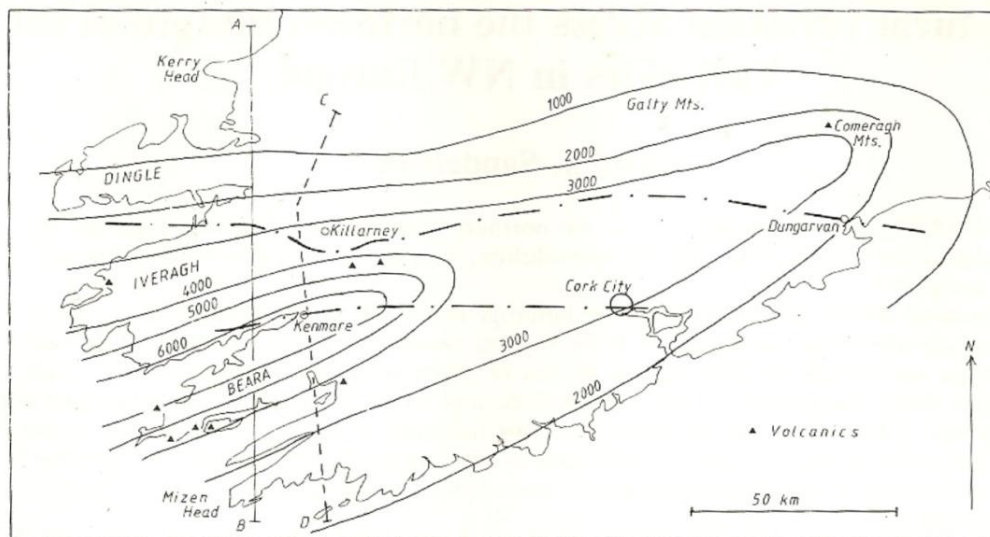 A
Kerry
Head
C
1000
Galty Mts.
Comeragh
Mts.
2000
DINGLE
3000
Killarney
Dungarvan
IVERAGH
4000
5000
Cork City
6000
Kenmare
3000
N
BEARA
2000
Volcanics
Mizen
Head
B
D
50 km